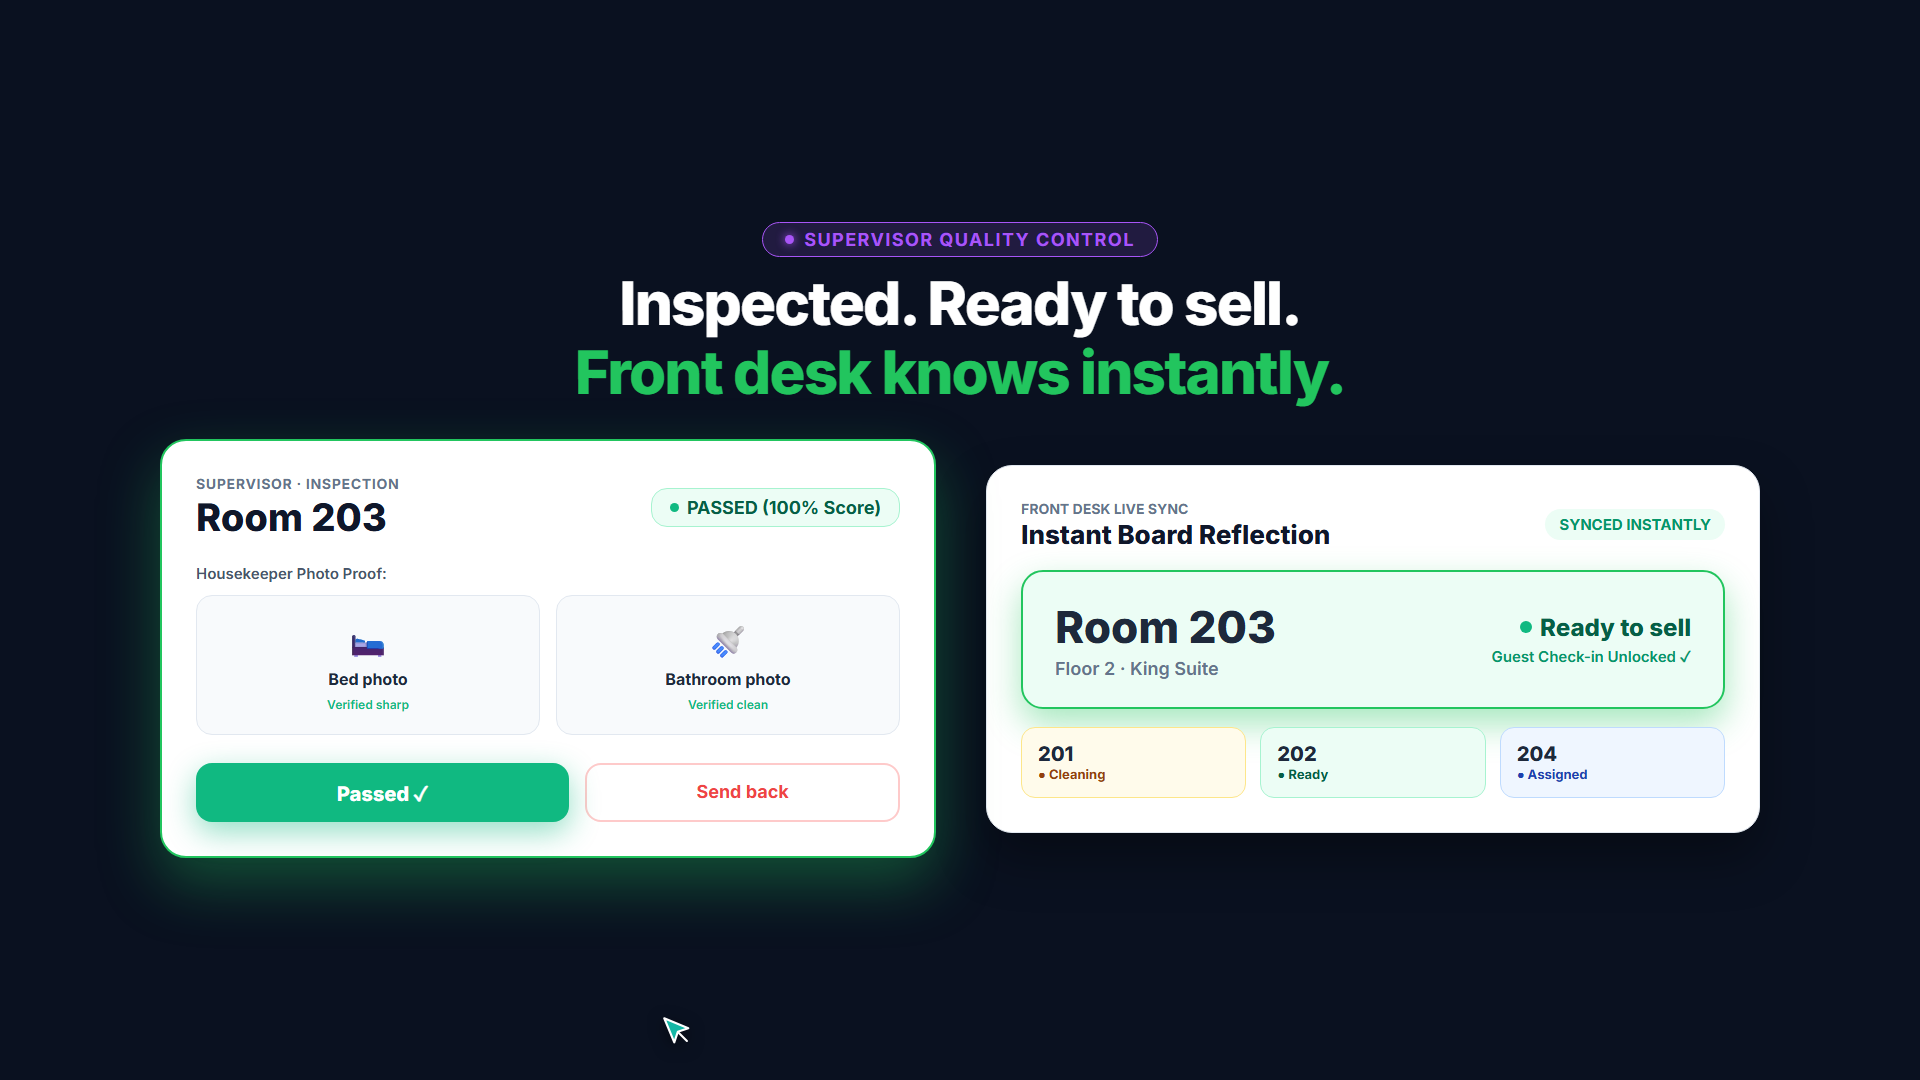 SUPERVISOR QUALITY CONTROL
Inspected. Ready to sell.
Front desk knows instantly.
SUPERVISOR · INSPECTION
Room 203
PASSED (100% Score)
Housekeeper Photo Proof:
Bed photo
Verified sharp
Bathroom photo
Verified clean
Passed ✓
Send back
FRONT DESK LIVE SYNC
Instant Board Reflection
SYNCED INSTANTLY
Room 203
Floor 2 · King Suite
Ready to sell
Guest Check-in Unlocked ✓
201
● Cleaning
202
● Ready
204
● Assigned